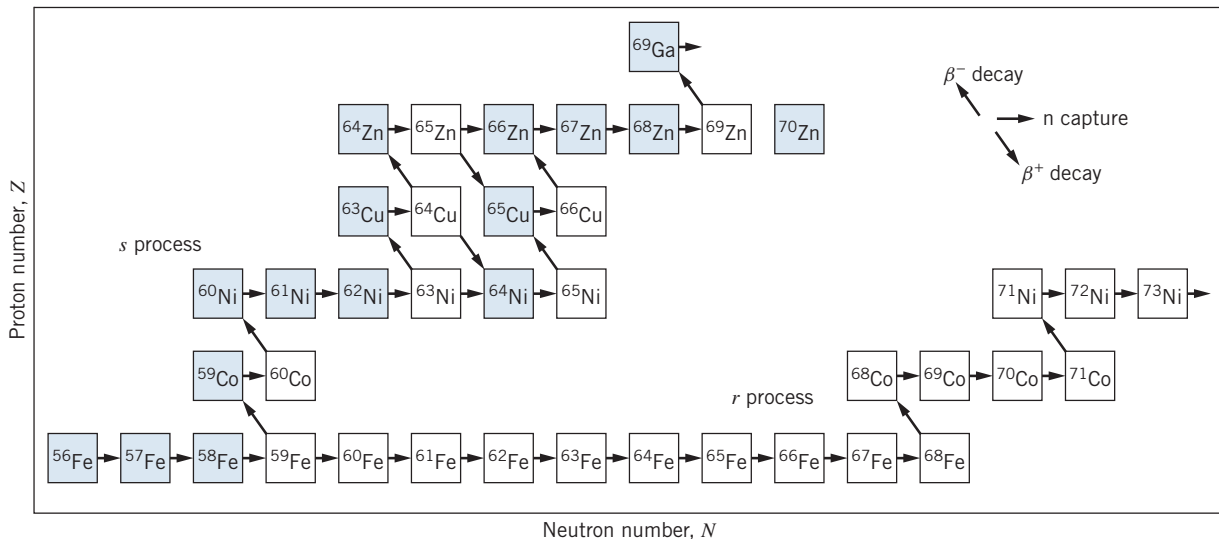 ⁶⁹Ga
β⁻ decay
n capture
β⁺ decay
⁶⁴Zn ⁶⁵Zn ⁶⁶Zn ⁶⁷Zn ⁶⁸Zn ⁶⁹Zn ⁷⁰Zn
⁶³Cu ⁶⁴Cu ⁶⁵Cu ⁶⁶Cu
s process
⁶⁰Ni ⁶¹Ni ⁶²Ni ⁶³Ni ⁶⁴Ni ⁶⁵Ni ⁷¹Ni ⁷²Ni ⁷³Ni
⁵⁹Co ⁶⁰Co ⁶⁸Co ⁶⁹Co ⁷⁰Co ⁷¹Co
r process
⁵⁶Fe ⁵⁷Fe ⁵⁸Fe ⁵⁹Fe ⁶⁰Fe ⁶¹Fe ⁶²Fe ⁶³Fe ⁶⁴Fe ⁶⁵Fe ⁶⁶Fe ⁶⁷Fe ⁶⁸Fe
Proton number, Z
Neutron number, N